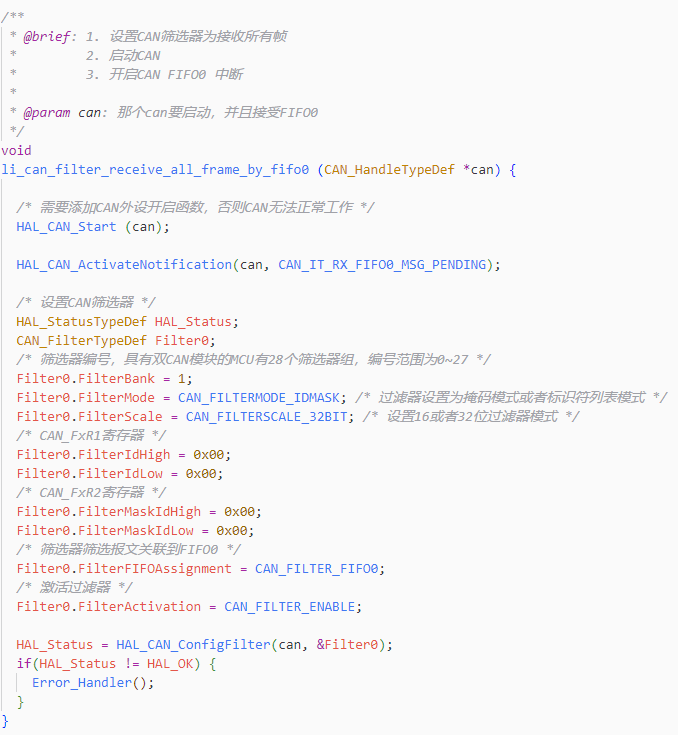 /**
 * @brief: 1. 设置CAN筛选器为接收所有帧
 *         2. 启动CAN
 *         3. 开启CAN FIFO0 中断
 *
 * @param can: 那个can要启动，并且接受FIFO0
 */
void
li_can_filter_receive_all_frame_by_fifo0 (CAN_HandleTypeDef *can) {

  /* 需要添加CAN外设开启函数，否则CAN无法正常工作 */
  HAL_CAN_Start (can);

  HAL_CAN_ActivateNotification(can, CAN_IT_RX_FIFO0_MSG_PENDING);

  /* 设置CAN筛选器 */
  HAL_StatusTypeDef HAL_Status;
  CAN_FilterTypeDef Filter0;
  /* 筛选器编号，具有双CAN模块的MCU有28个筛选器组，编号范围为0~27 */
  Filter0.FilterBank = 1;
  Filter0.FilterMode = CAN_FILTERMODE_IDMASK; /* 过滤器设置为掩码模式或者标识符列表模式 */
  Filter0.FilterScale = CAN_FILTERSCALE_32BIT; /* 设置16或者32位过滤器模式 */
  /* CAN_FxR1寄存器 */
  Filter0.FilterIdHigh = 0x00;
  Filter0.FilterIdLow = 0x00;
  /* CAN_FxR2寄存器 */
  Filter0.FilterMaskIdHigh = 0x00;
  Filter0.FilterMaskIdLow = 0x00;
  /* 筛选器筛选报文关联到FIFO0 */
  Filter0.FilterFIFOAssignment = CAN_FILTER_FIFO0;
  /* 激活过滤器 */
  Filter0.FilterActivation = CAN_FILTER_ENABLE;

  HAL_Status = HAL_CAN_ConfigFilter(can, &Filter0);
  if(HAL_Status != HAL_OK) {
    Error_Handler();
  }
}